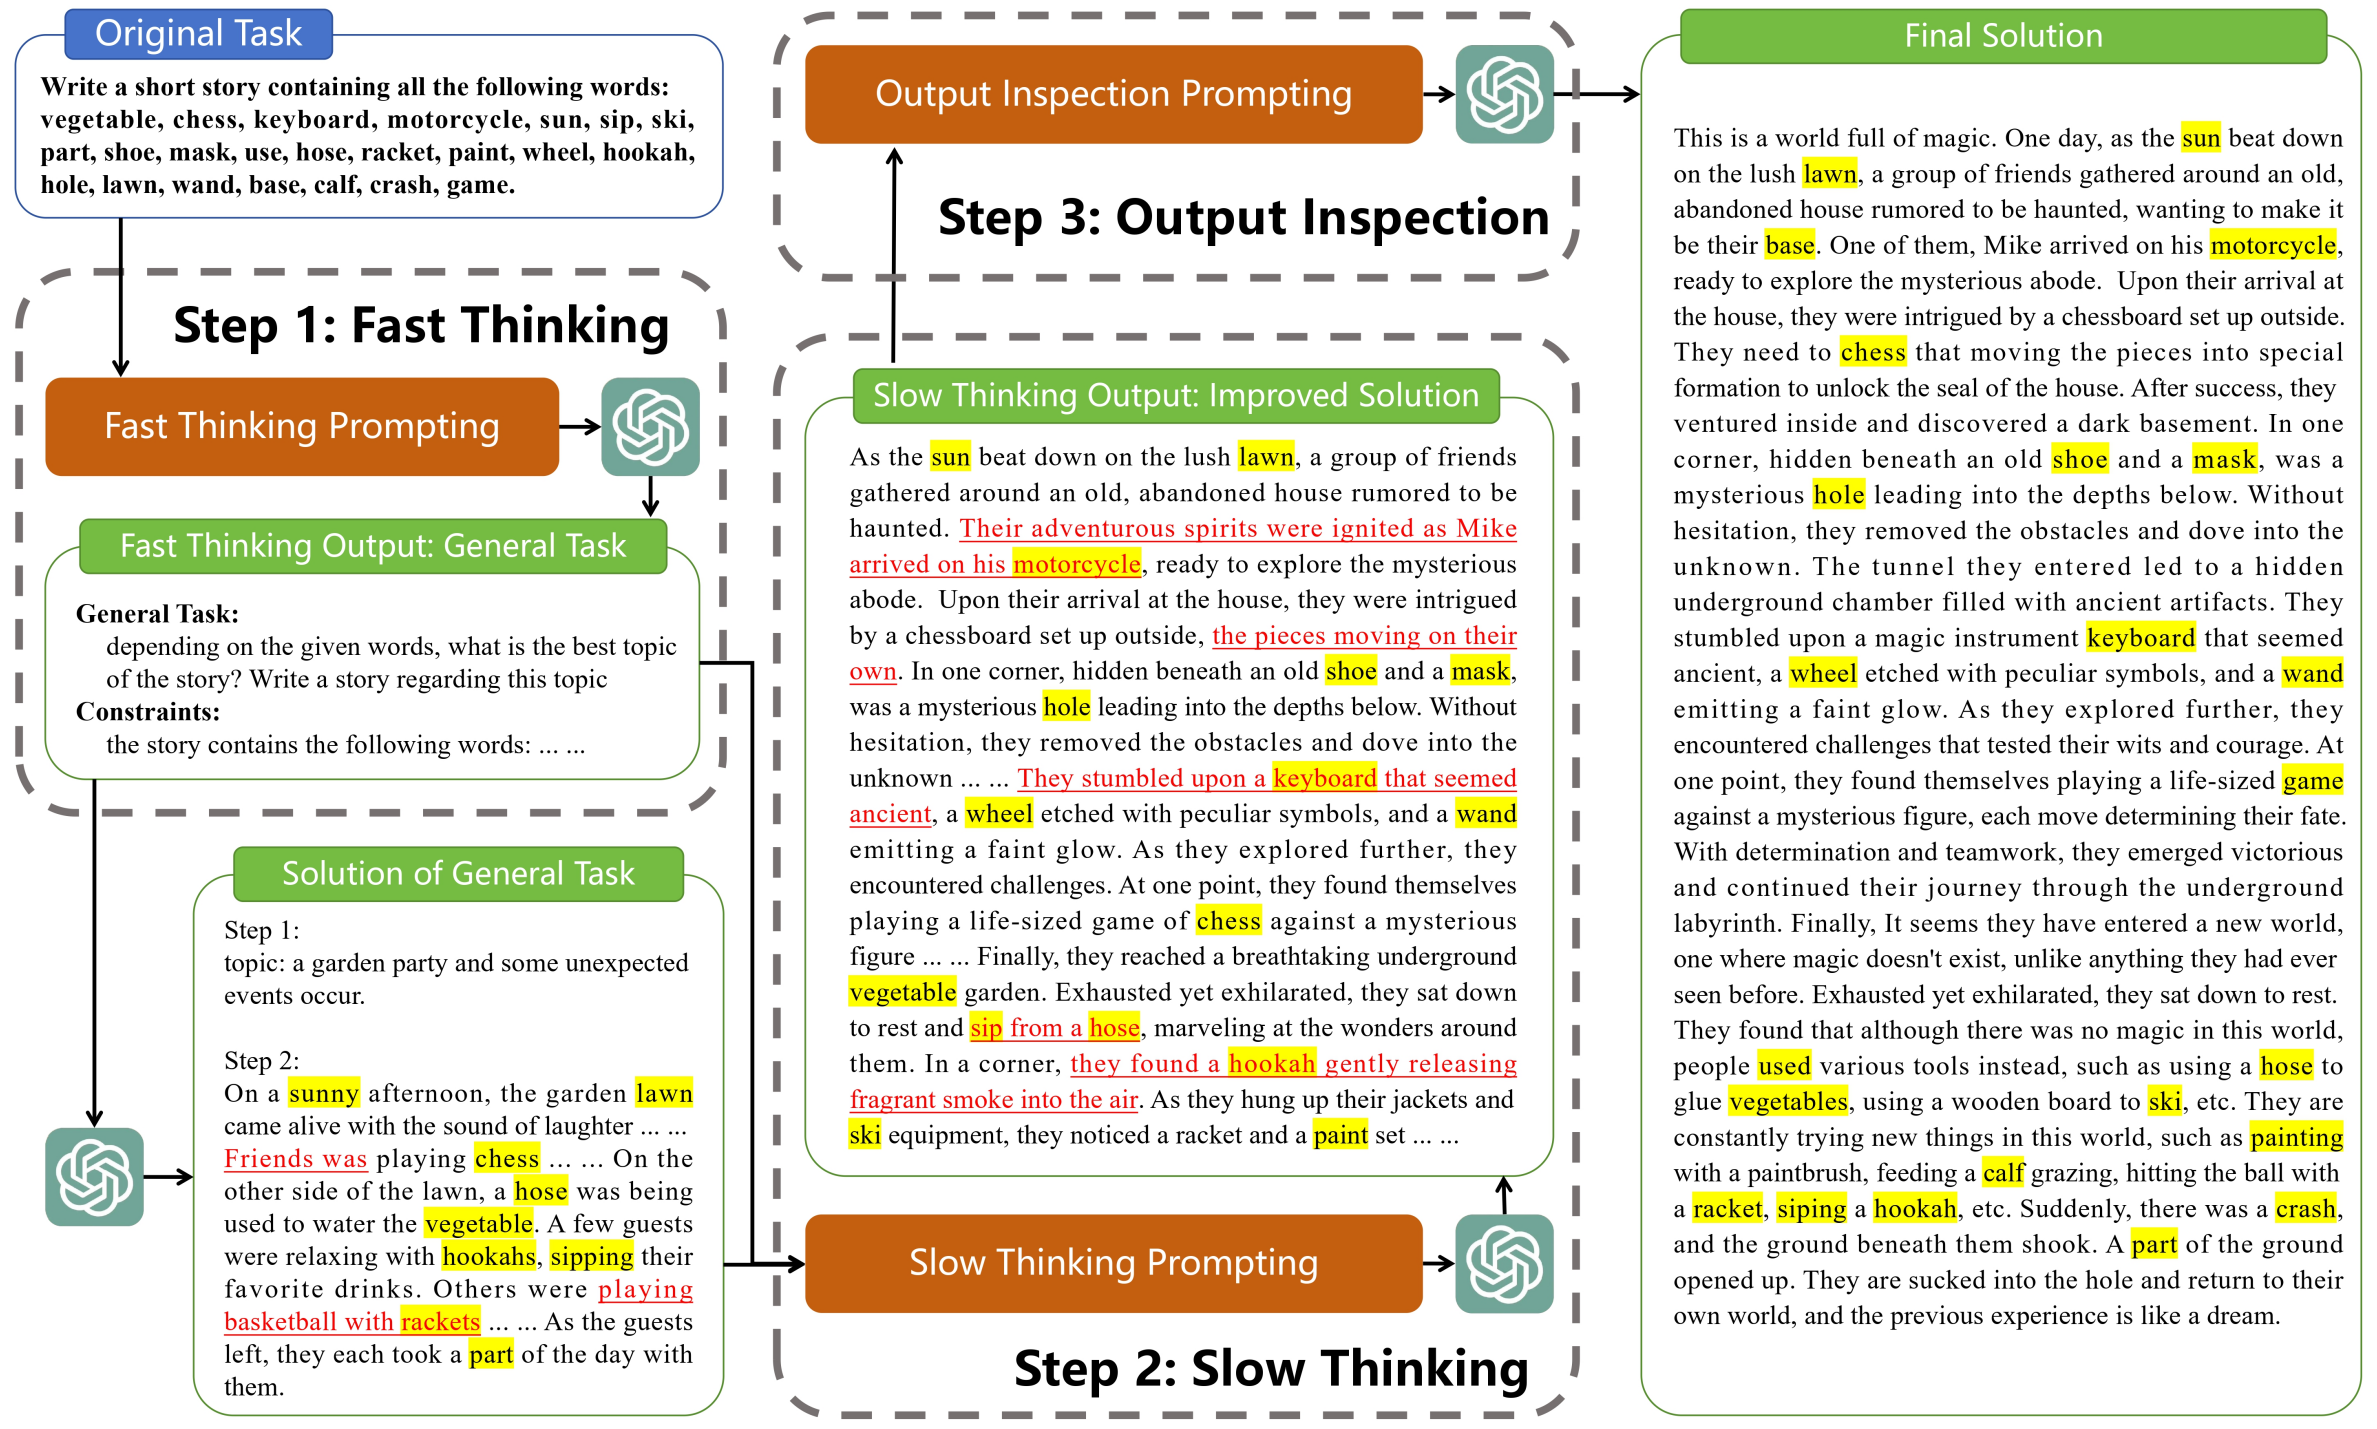 Original Task
Write a short story containing all the following words:
vegetable, chess, keyboard, motorcycle, sun, sip, ski,
part, shoe, mask, use, hose, racket, paint, wheel, hookah,
hole, lawn, wand, base, calf, crash, game.
Step 1: Fast Thinking
Fast Thinking Prompting
Fast Thinking Output: General Task
General Task:
depending on the given words, what is the best topic
of the story? Write a story regarding this topic
Constraints:
the story contains the following words: ... ...
Solution of General Task
Step 1:
topic: a garden party and some unexpected
events occur.
Step 2:
On a sunny afternoon, the garden lawn
came alive with the sound of laughter ... ...
Friends was playing chess ... ... On the
other side of the lawn, a hose was being
used to water the vegetable. A few guests
were relaxing with hookahs, sipping their
favorite drinks. Others were playing
basketball with rackets ... ... As the guests
left, they each took a part of the day with
them.
Output Inspection Prompting
Step 3: Output Inspection
Slow Thinking Output: Improved Solution
As the sun beat down on the lush lawn, a group of friends
gathered around an old, abandoned house rumored to be
haunted. Their adventurous spirits were ignited as Mike
arrived on his motorcycle, ready to explore the mysterious
abode. Upon their arrival at the house, they were intrigued
by a chessboard set up outside, the pieces moving on their
own. In one corner, hidden beneath an old shoe and a mask,
was a mysterious hole leading into the depths below. Without
hesitation, they removed the obstacles and dove into the
unknown ... ... They stumbled upon a keyboard that seemed
ancient, a wheel etched with peculiar symbols, and a wand
emitting a faint glow. As they explored further, they
encountered challenges. At one point, they found themselves
playing a life-sized game of chess against a mysterious
figure ... ... Finally, they reached a breathtaking underground
vegetable garden. Exhausted yet exhilarated, they sat down
to rest and sip from a hose, marveling at the wonders around
them. In a corner, they found a hookah gently releasing
fragrant smoke into the air. As they hung up their jackets and
ski equipment, they noticed a racket and a paint set ... ...
Slow Thinking Prompting
Step 2: Slow Thinking
Final Solution
This is a world full of magic. One day, as the sun beat down
on the lush lawn, a group of friends gathered around an old,
abandoned house rumored to be haunted, wanting to make it
be their base. One of them, Mike arrived on his motorcycle,
ready to explore the mysterious abode. Upon their arrival at
the house, they were intrigued by a chessboard set up outside.
They need to chess that moving the pieces into special
formation to unlock the seal of the house. After success, they
ventured inside and discovered a dark basement. In one
corner, hidden beneath an old shoe and a mask, was a
mysterious hole leading into the depths below. Without
hesitation, they removed the obstacles and dove into the
unknown. The tunnel they entered led to a hidden
underground chamber filled with ancient artifacts. They
stumbled upon a magic instrument keyboard that seemed
ancient, a wheel etched with peculiar symbols, and a wand
emitting a faint glow. As they explored further, they
encountered challenges that tested their wits and courage. At
one point, they found themselves playing a life-sized game
against a mysterious figure, each move determining their fate.
With determination and teamwork, they emerged victorious
and continued their journey through the underground
labyrinth. Finally, It seems they have entered a new world,
one where magic doesn't exist, unlike anything they had ever
seen before. Exhausted yet exhilarated, they sat down to rest.
They found that although there was no magic in this world,
people used various tools instead, such as using a hose to
glue vegetables, using a wooden board to ski, etc. They are
constantly trying new things in this world, such as painting
with a paintbrush, feeding a calf grazing, hitting the ball with
a racket, siping a hookah, etc. Suddenly, there was a crash,
and the ground beneath them shook. A part of the ground
opened up. They are sucked into the hole and return to their
own world, and the previous experience is like a dream.